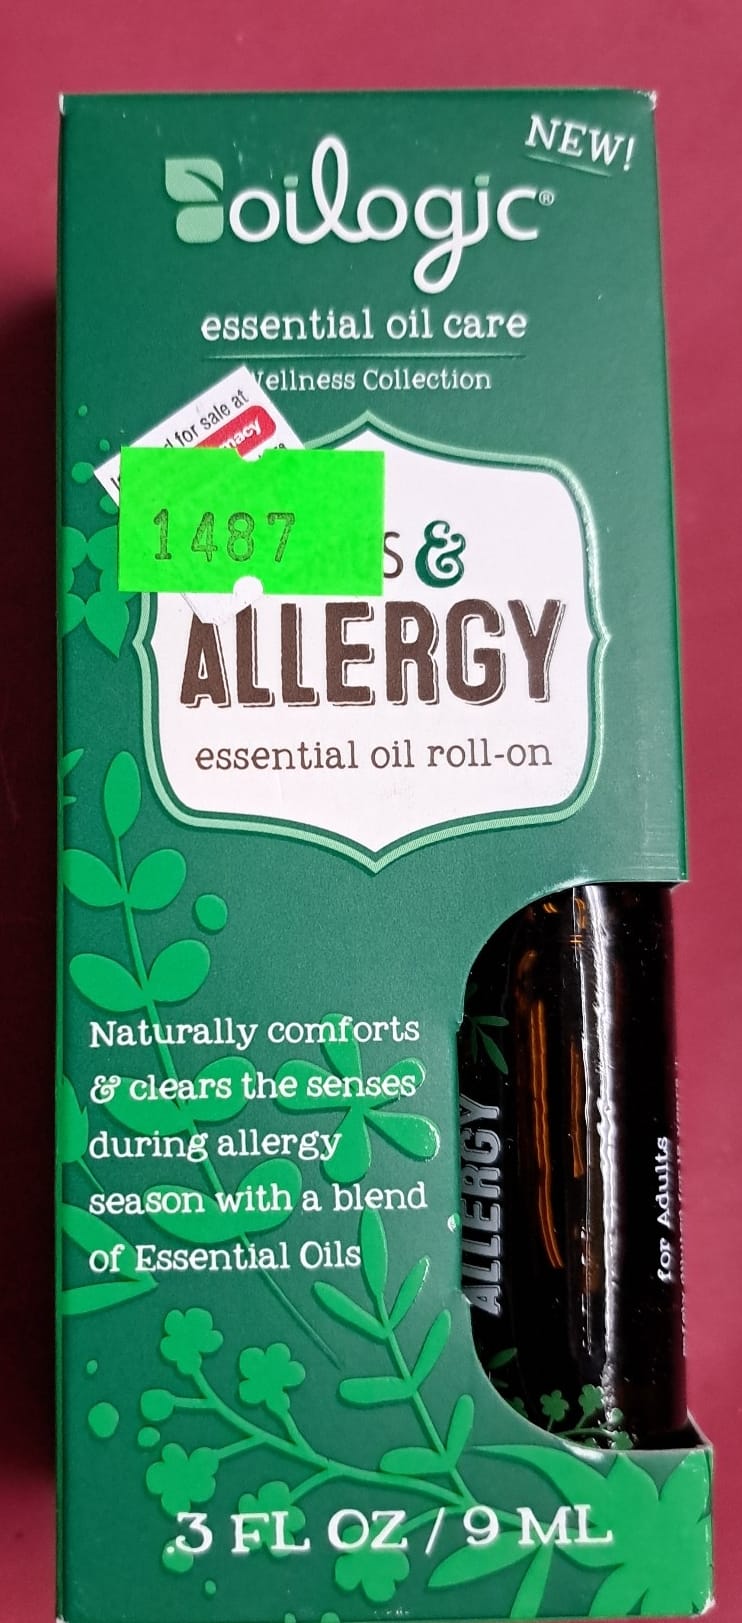 NEW!
oilogic®
essential oil care
ellness Collection
for sale at
1487
S &
ALLERGY
essential oil roll-on
Naturally comforts
& clears the senses
during allergy
season with a blend
of Essential Oils
ALLERGY
for Adults
.3 FL OZ / 9 ML